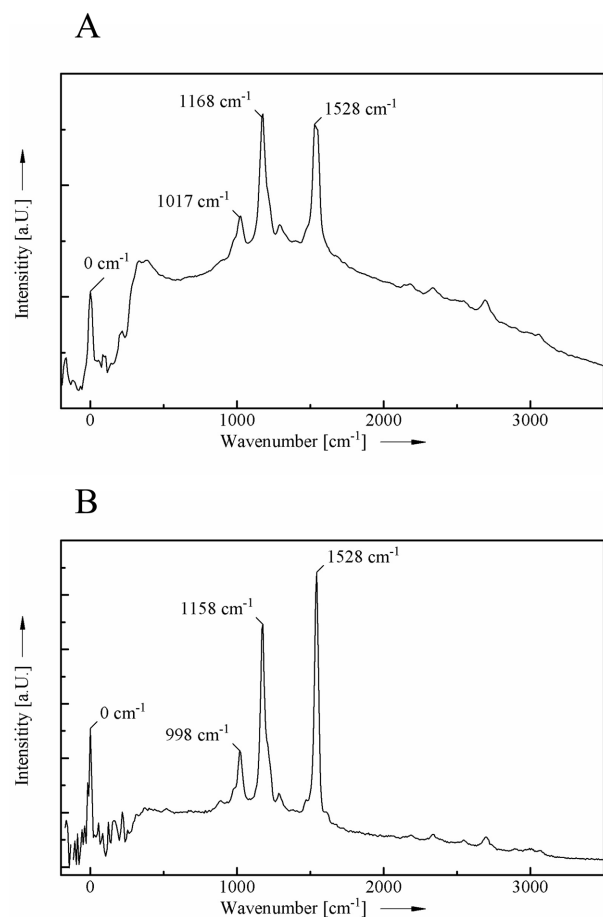 A
1168 cm-1
1528 cm-1
1017 cm-1
0 cm-1
Intensitity [a.U.]
0 1000 2000 3000
Wavenumber [cm-1]
B
1528 cm-1
1158 cm-1
998 cm-1
0 cm-1
Intensitity [a.U.]
0 1000 2000 3000
Wavenumber [cm-1]